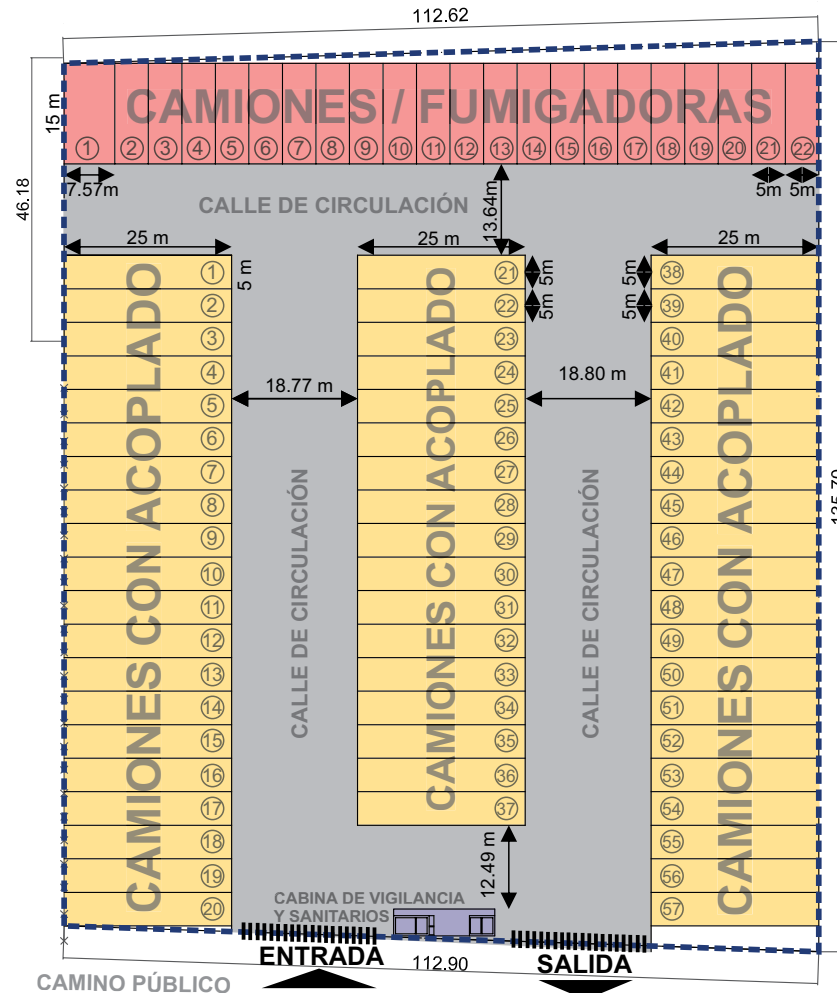 112.62
CAMIONES / FUMIGADORAS
15 m
1 2 3 4 5 6 7 8 9 10 11 12 13 14 15 16 17 18 19 20 21 22
7.57m
5m 5m
46.18
CALLE DE CIRCULACIÓN
13.64m
25 m 25 m 25 m
5 m
5m 5m
5m 5m
18.77 m 18.80 m
CAMIONES CON ACOPLADO
1
2
3
4
5
6
7
8
9
10
11
12
13
14
15
16
17
18
19
20
CALLE DE CIRCULACIÓN
CAMIONES CON ACOPLADO
21
22
23
24
25
26
27
28
29
30
31
32
33
34
35
36
37
CALLE DE CIRCULACIÓN
38
39
40
41
42
43
44
45
46
47
48
49
50
51
52
53
54
55
56
57
CAMIONES CON ACOPLADO
12.49 m
CABINA DE VIGILANCIA
Y SANITARIOS
ENTRADA
112.90
SALIDA
CAMINO PÚBLICO